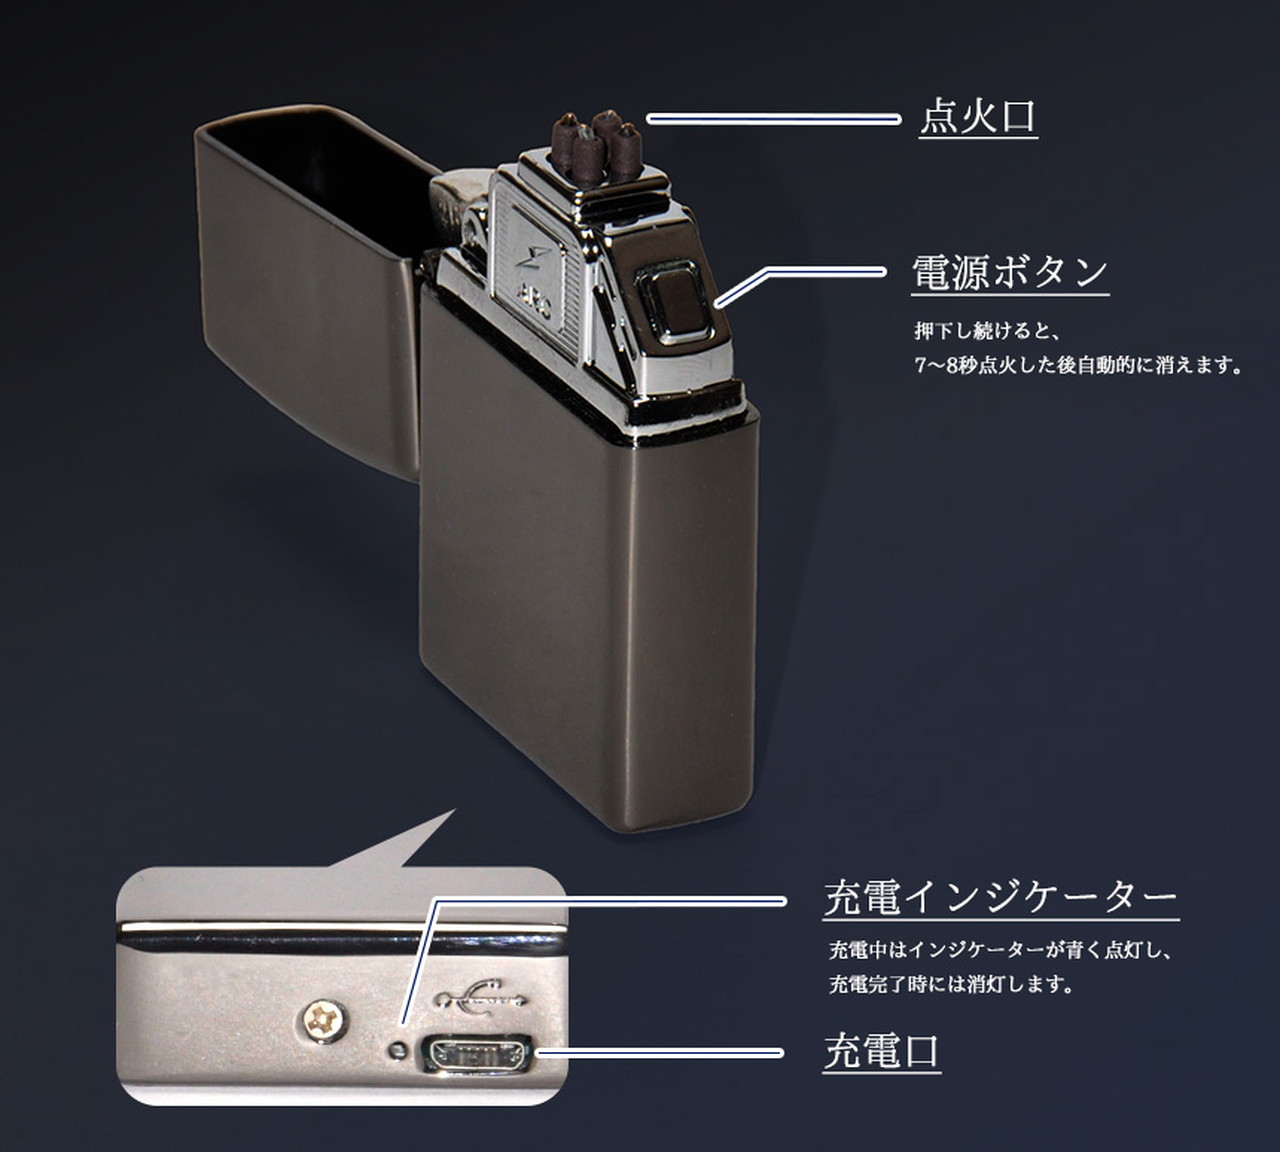 点火口
電源ボタン
押下し続けると、
7〜8秒点火した後自動的に消えます。
ARC
充電インジケーター
充電中はインジケーターが青く点灯し、
充電完了時には消灯します。
充電口